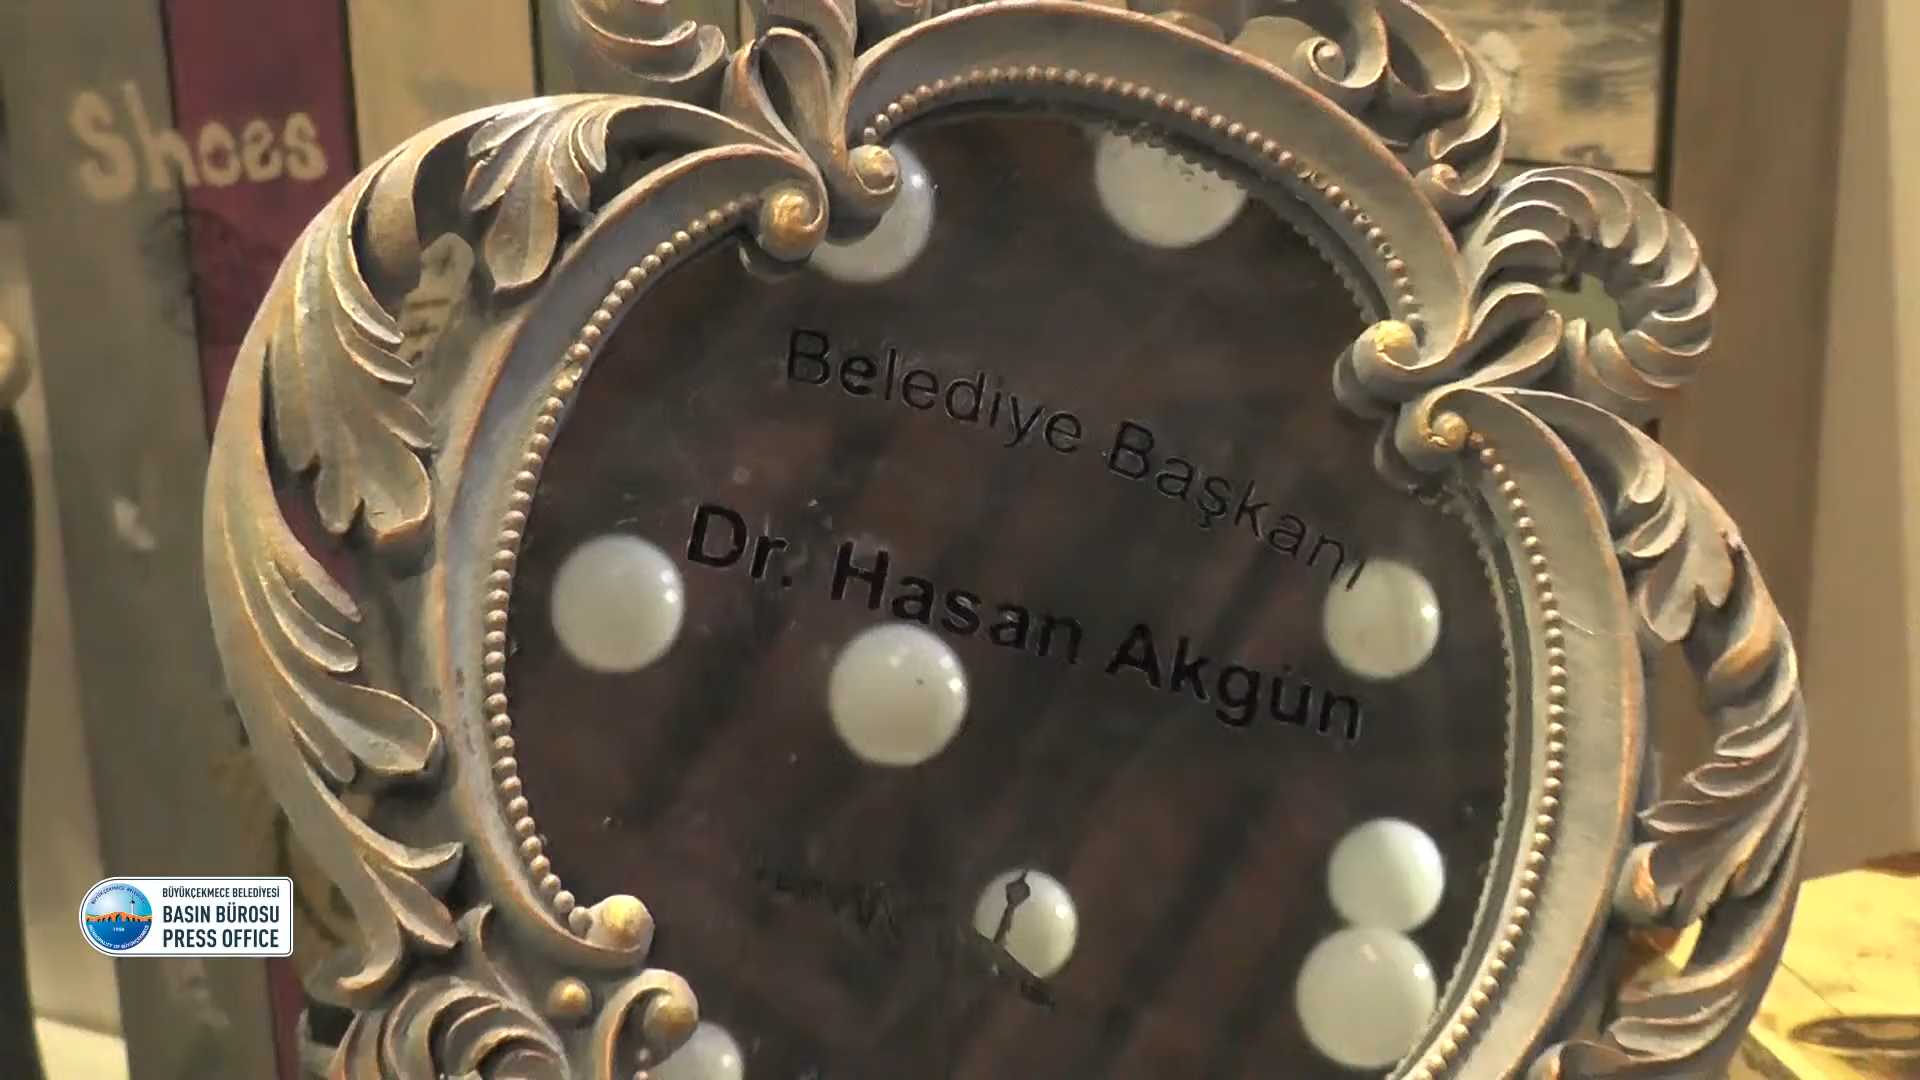 Shoes
Belediye Başkanı
Dr. Hasan Akgün
BÜYÜKÇEKMECE BELEDİYESİ
BASIN BÜROSU
PRESS OFFICE